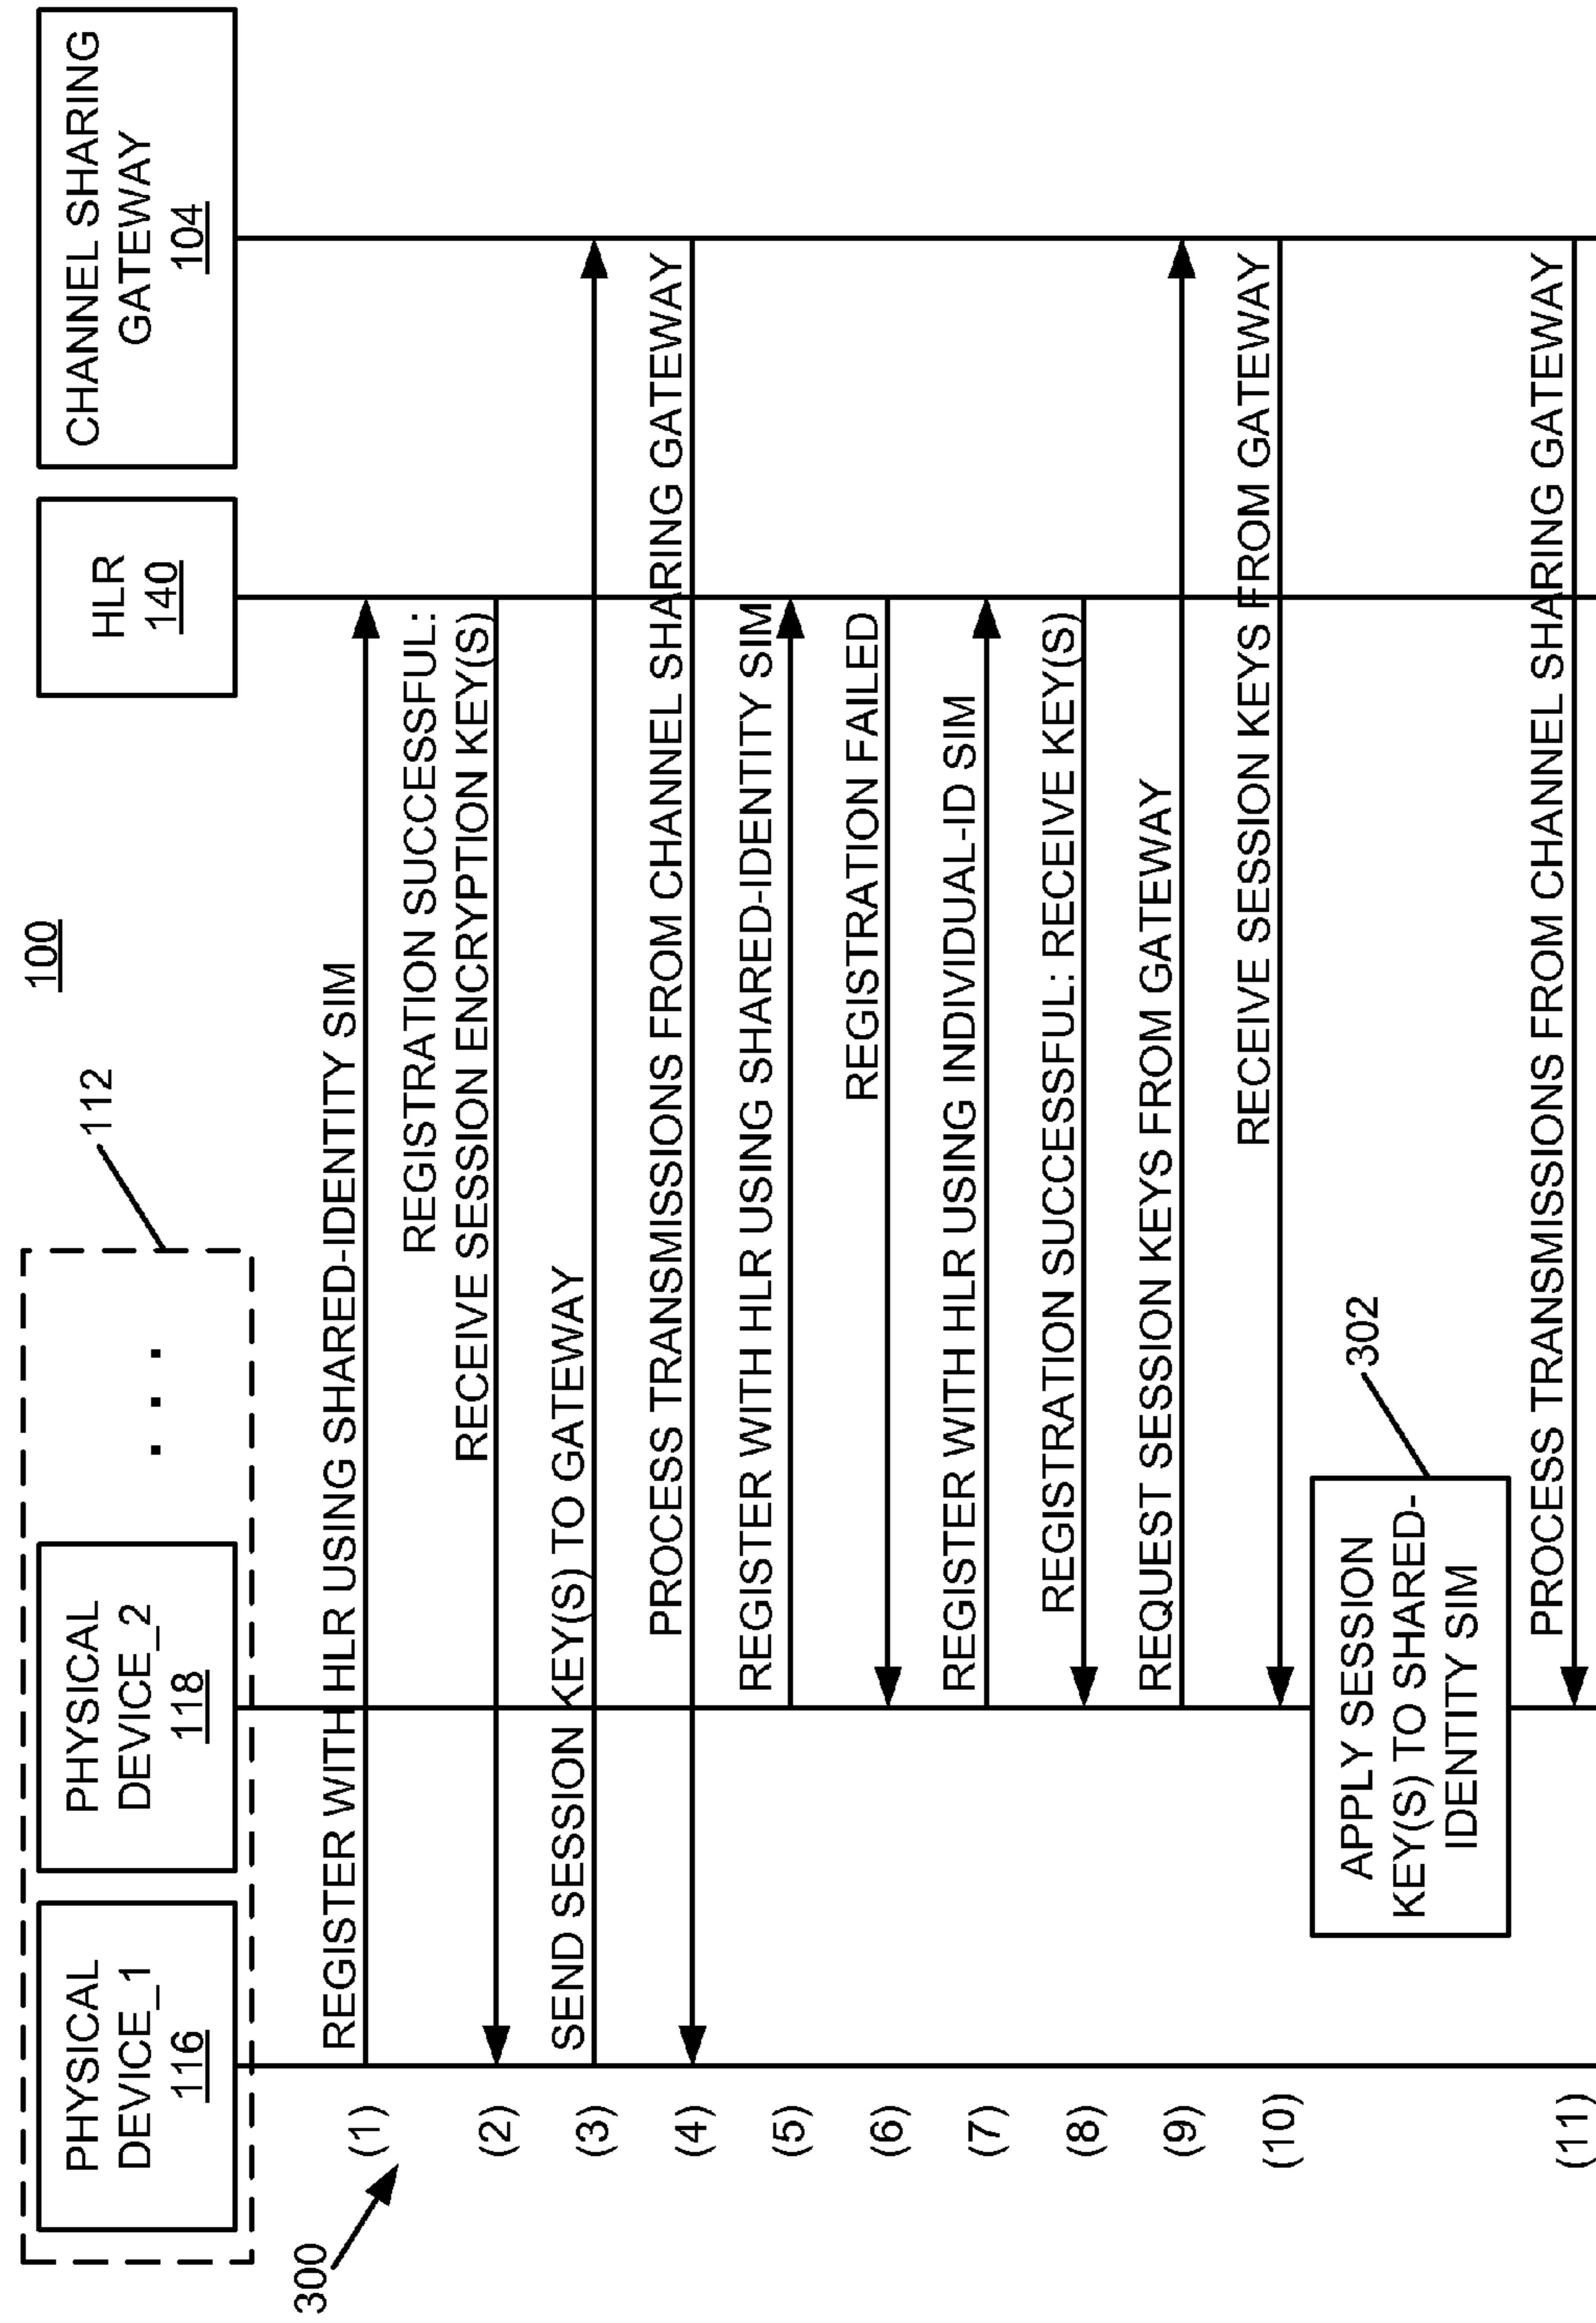 100
112
PHYSICAL
DEVICE_1
116
PHYSICAL
DEVICE_2
118
. . .
HLR
140
CHANNEL SHARING
GATEWAY
104
300
(1)
REGISTER WITH HLR USING SHARED-IDENTITY SIM
(2)
REGISTRATION SUCCESSFUL:
RECEIVE SESSION ENCRYPTION KEY(S)
(3)
SEND SESSION KEY(S) TO GATEWAY
(4)
PROCESS TRANSMISSIONS FROM CHANNEL SHARING GATEWAY
(5)
REGISTER WITH HLR USING SHARED-IDENTITY SIM
(6)
REGISTRATION FAILED
(7)
REGISTER WITH HLR USING INDIVIDUAL-ID SIM
(8)
REGISTRATION SUCCESSFUL: RECEIVE KEY(S)
(9)
REQUEST SESSION KEYS FROM GATEWAY
(10)
RECEIVE SESSION KEYS FROM GATEWAY
302
APPLY SESSION
KEY(S) TO SHARED-
IDENTITY SIM
(11)
PROCESS TRANSMISSIONS FROM CHANNEL SHARING GATEWAY